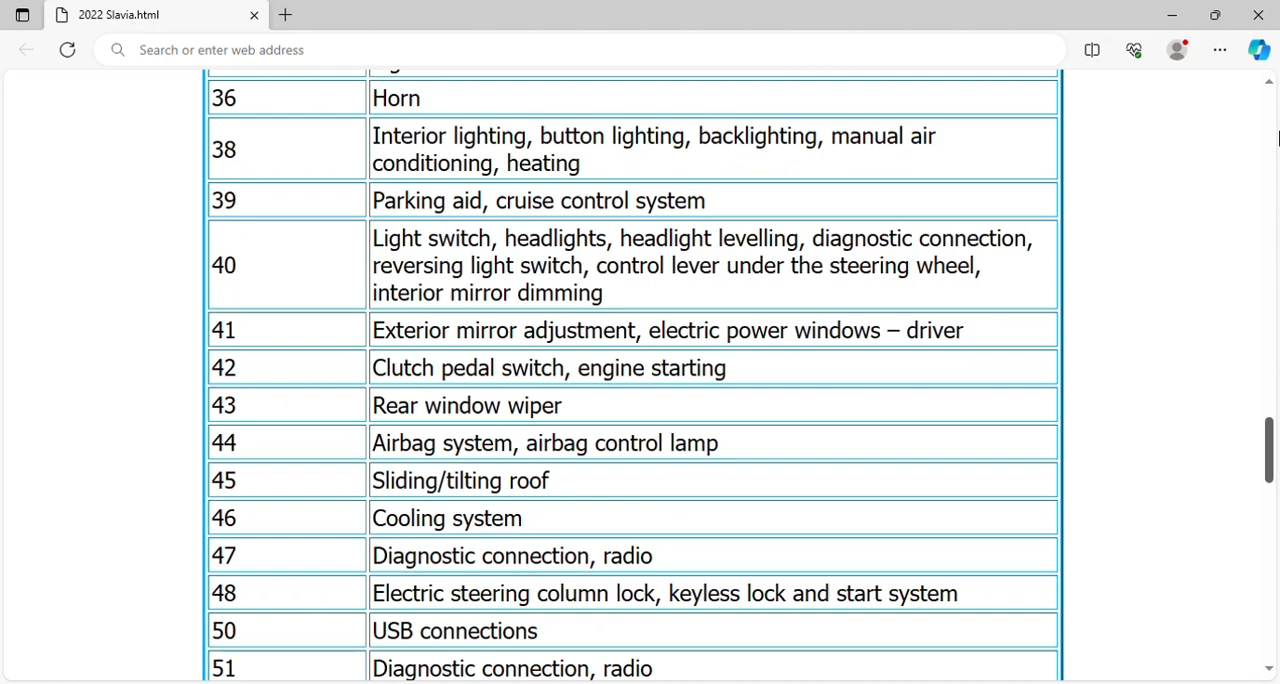 2022 Slavia.html
Search or enter web address
36 Horn
38 Interior lighting, button lighting, backlighting, manual air
conditioning, heating
39 Parking aid, cruise control system
40 Light switch, headlights, headlight levelling, diagnostic connection,
reversing light switch, control lever under the steering wheel,
interior mirror dimming
41 Exterior mirror adjustment, electric power windows – driver
42 Clutch pedal switch, engine starting
43 Rear window wiper
44 Airbag system, airbag control lamp
45 Sliding/tilting roof
46 Cooling system
47 Diagnostic connection, radio
48 Electric steering column lock, keyless lock and start system
50 USB connections
51 Diagnostic connection, radio